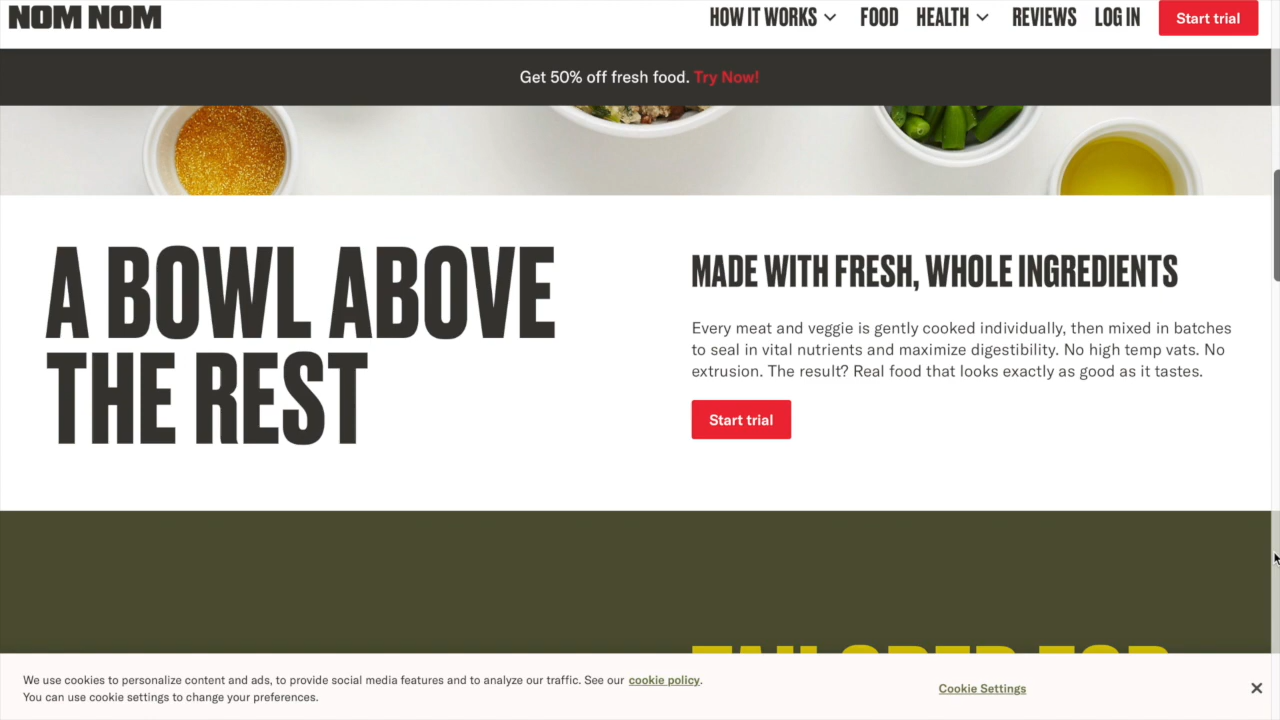 NOM NOM
HOW IT WORKS
FOOD
HEALTH
REVIEWS
LOG IN
Start trial
Get 50% off fresh food. Try Now!
A BOWL ABOVE
THE REST
MADE WITH FRESH, WHOLE INGREDIENTS
Every meat and veggie is gently cooked individually, then mixed in batches
to seal in vital nutrients and maximize digestibility. No high temp vats. No
extrusion. The result? Real food that looks exactly as good as it tastes.
Start trial
TAILORED FOR
We use cookies to personalize content and ads, to provide social media features and to analyze our traffic. See our cookie policy.
You can use cookie settings to change your preferences.
Cookie Settings